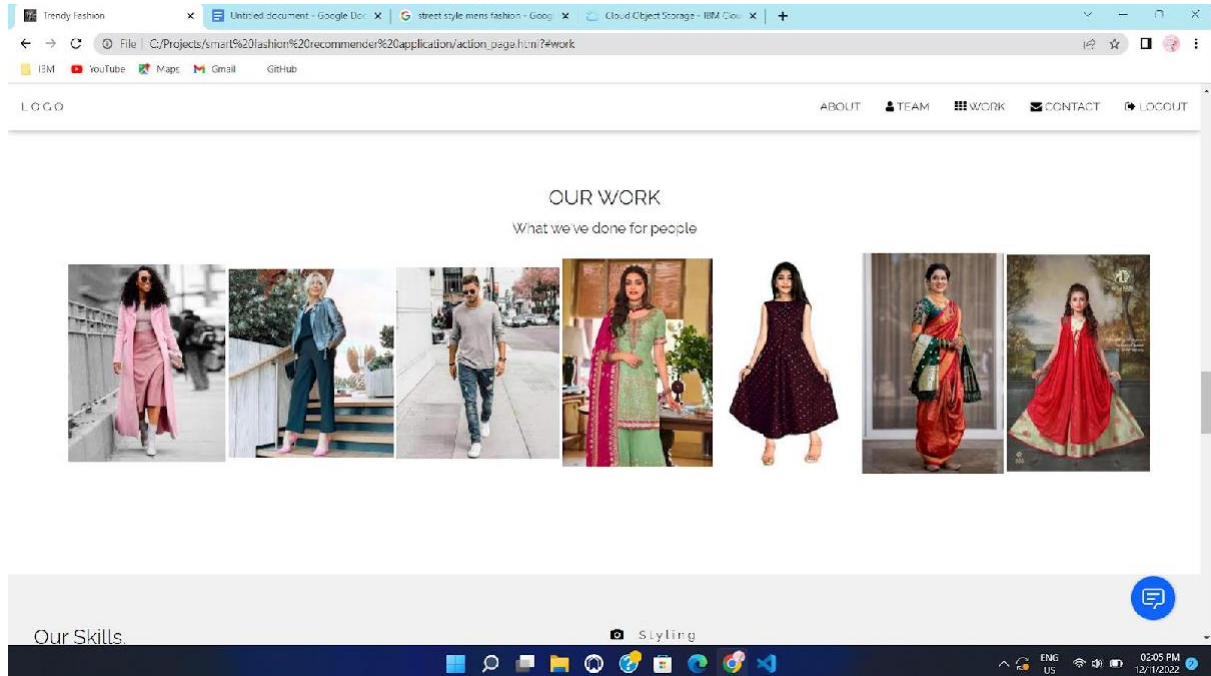 Trendy Fashion
Untitled document - Google Doc
street style mens fashion - Goog
Cloud Object Storage - IBM Clou
File | C:/Projects/smart%20fashion%20recommender%20application/action_page.html?#work
IBM YouTube Maps Gmail GitHub
LOGO
ABOUT TEAM WORK CONTACT LOGOUT
OUR WORK
What we've done for people
Our Skills.
Styling
ENG
US
02:05 PM
12/11/2022